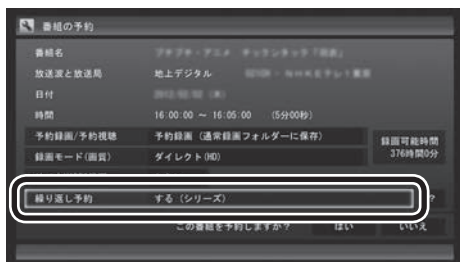 番組の予約
番組名
放送波と放送局 地上デジタル
日付
時間 16:00:00 ~ 16:05:00 (5分00秒)
予約録画/予約視聴 予約録画 (通常録画フォルダーに保存)
録画可能時間
376時間0分
録画モード(画質) ダイレクト(HD)
繰り返し予約 する (シリーズ)
?
この番組を予約しますか? はい いいえ